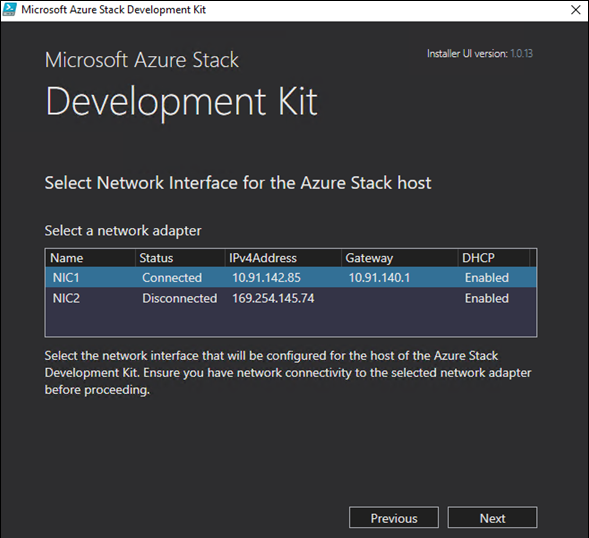 Microsoft Azure Stack Development Kit
Microsoft Azure Stack
Installer UI version: 1.0.13
Development Kit
Select Network Interface for the Azure Stack host
Select a network adapter
Name Status IPv4Address Gateway DHCP
NIC1 Connected 10.91.142.85 10.91.140.1 Enabled
NIC2 Disconnected 169.254.145.74 Enabled
Select the network interface that will be configured for the host of the Azure Stack
Development Kit. Ensure you have network connectivity to the selected network adapter
before proceeding.
Previous Next